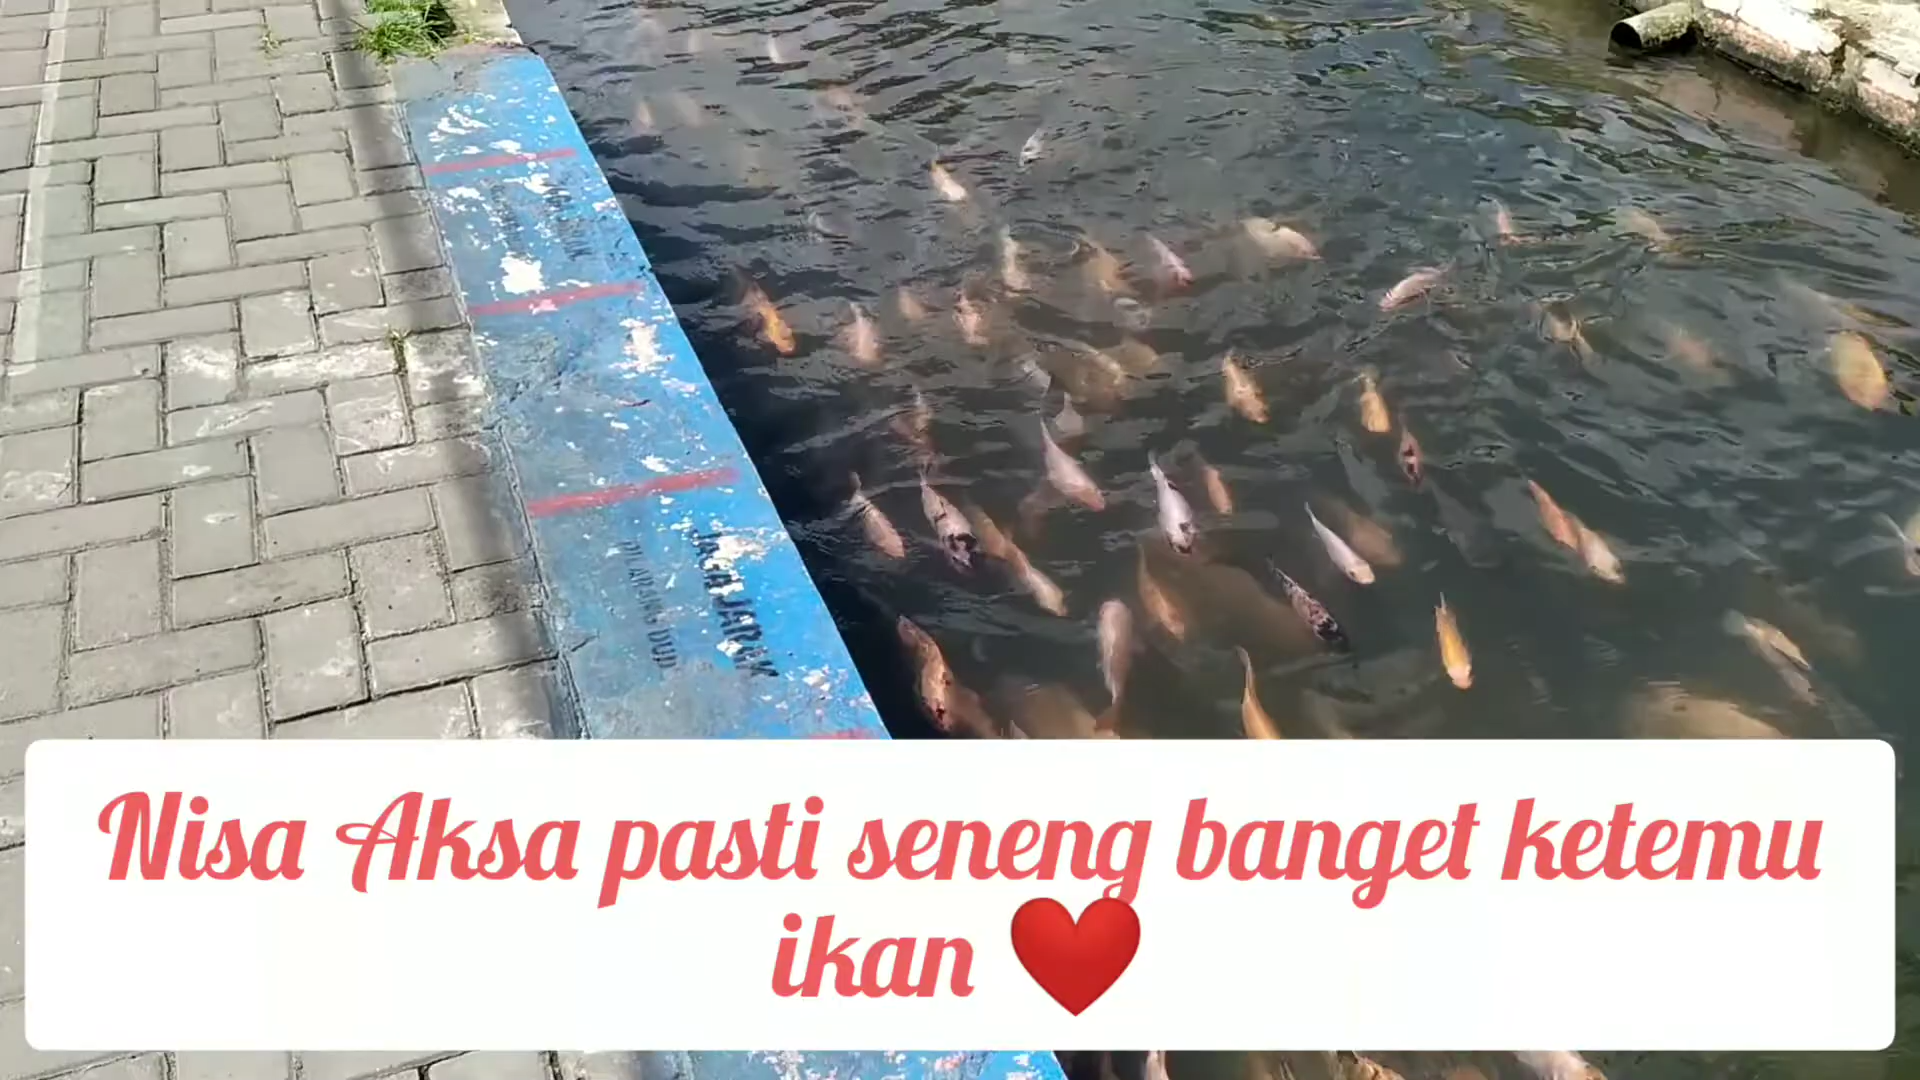 Nisa Aksa pasti seneng banget ketemu
ikan ❤️